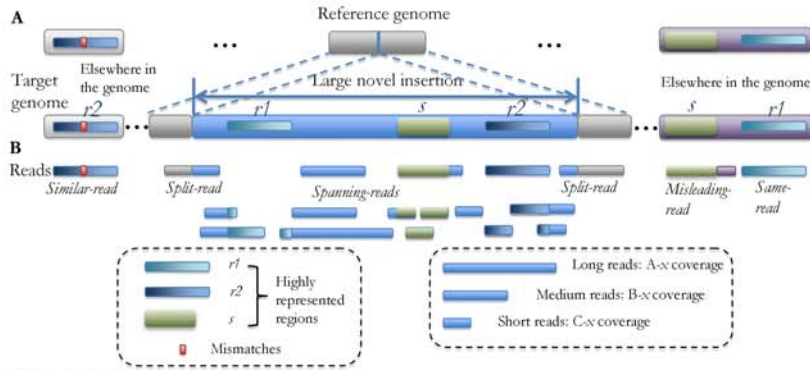 A
Reference genome
...
...
Target genome
Elsewhere in the genome
Large novel insertion
Elsewhere in the genome
r2
r1
s
r2
s
r1
...
...
B
Reads
Similar-read
Split-read
Spanning-reads
Split-read
Misleading-read
Same-read
r1
r2
s
Highly represented regions
Mismatches
Long reads: A-x coverage
Medium reads: B-x coverage
Short reads: C-x coverage